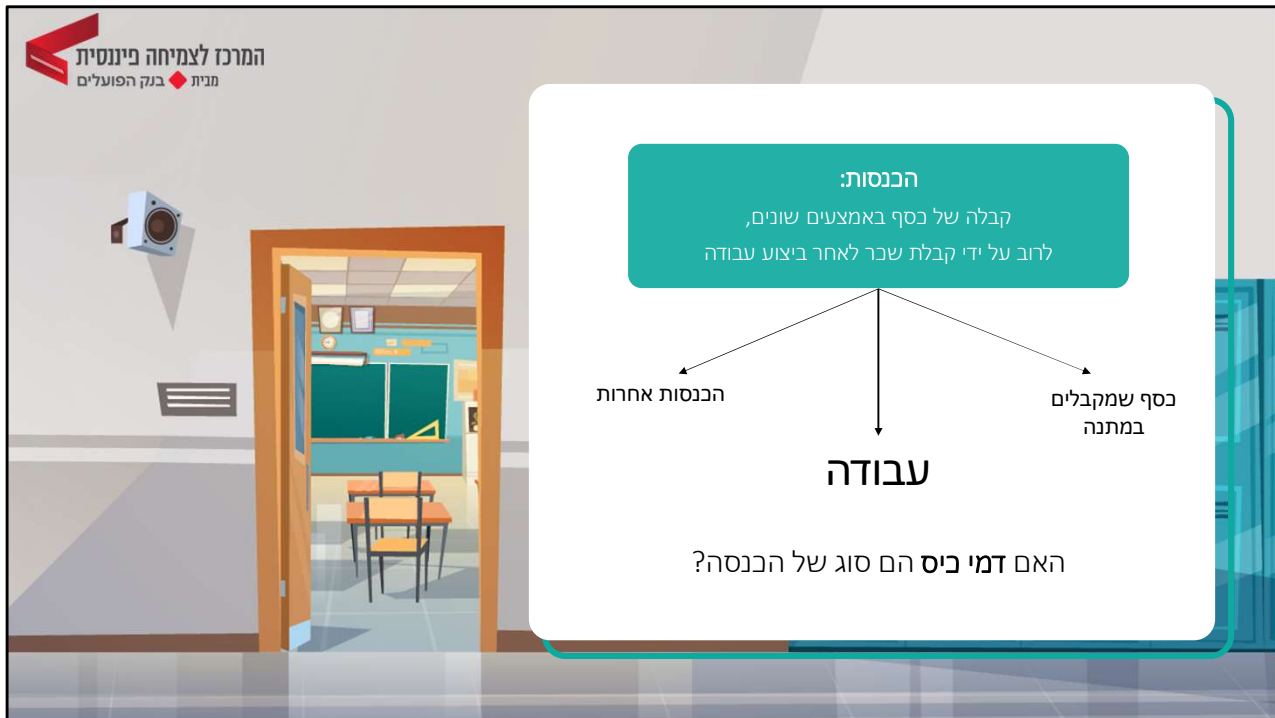 המרכז לצמיחה פיננסית
מבית בנק הפועלים
הכנסות:
קבלה של כסף באמצעים שונים,
לרוב על ידי קבלת שכר לאחר ביצוע עבודה
כסף שמקבלים
במתנה
עבודה
הכנסות אחרות
האם דמי כיס הם סוג של הכנסה?